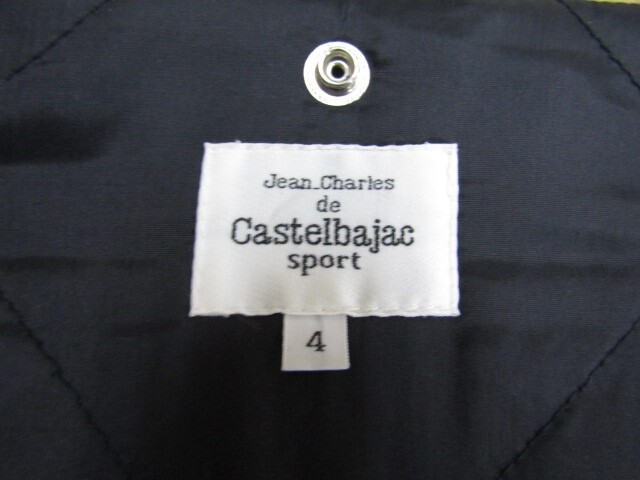 Jean_Charles
de
Castelbajac
sport
4